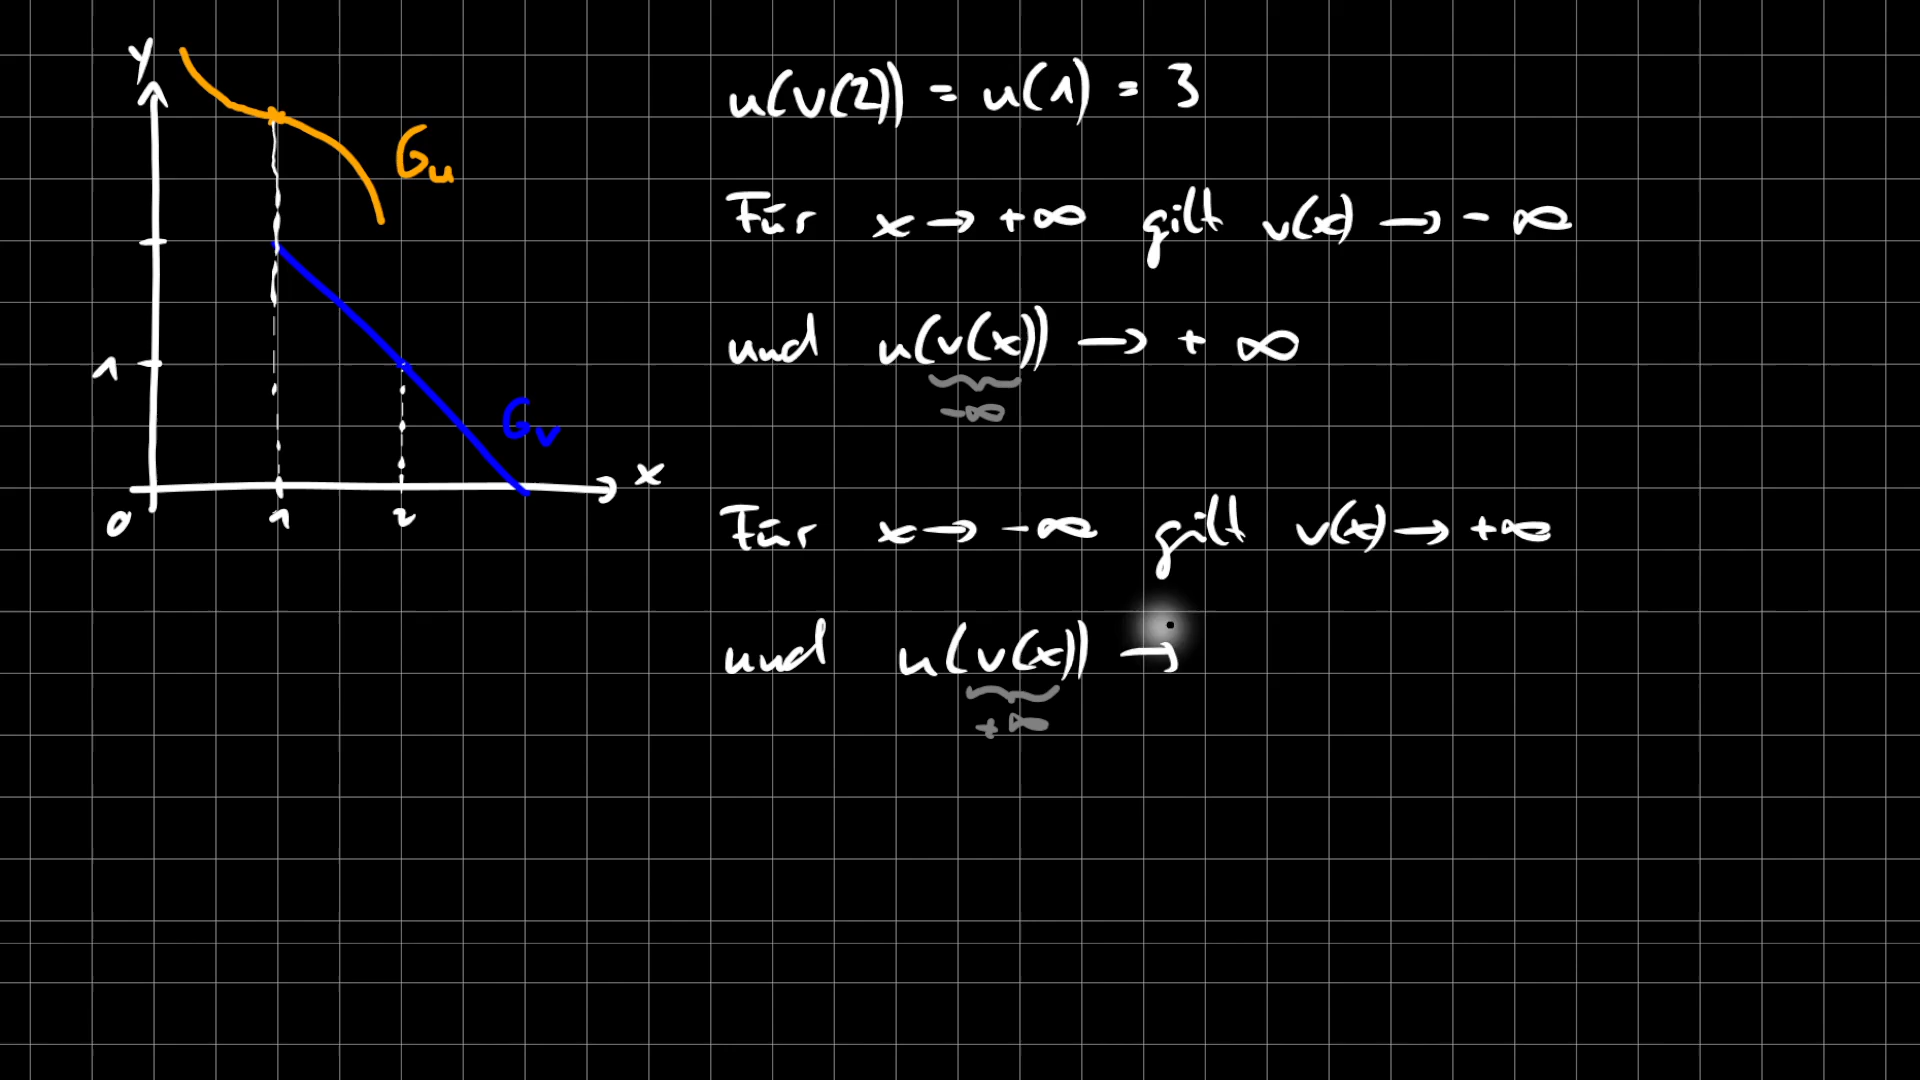 y
G_u
1
G_v
x
0 1 2
u(v(2)) = u(1) = 3
Für x → +∞ gilt v(x) → - ∞
und u(v(x)) → + ∞
-∞
Für x → -∞ gilt v(x) → +∞
und u(v(x)) →
+∞